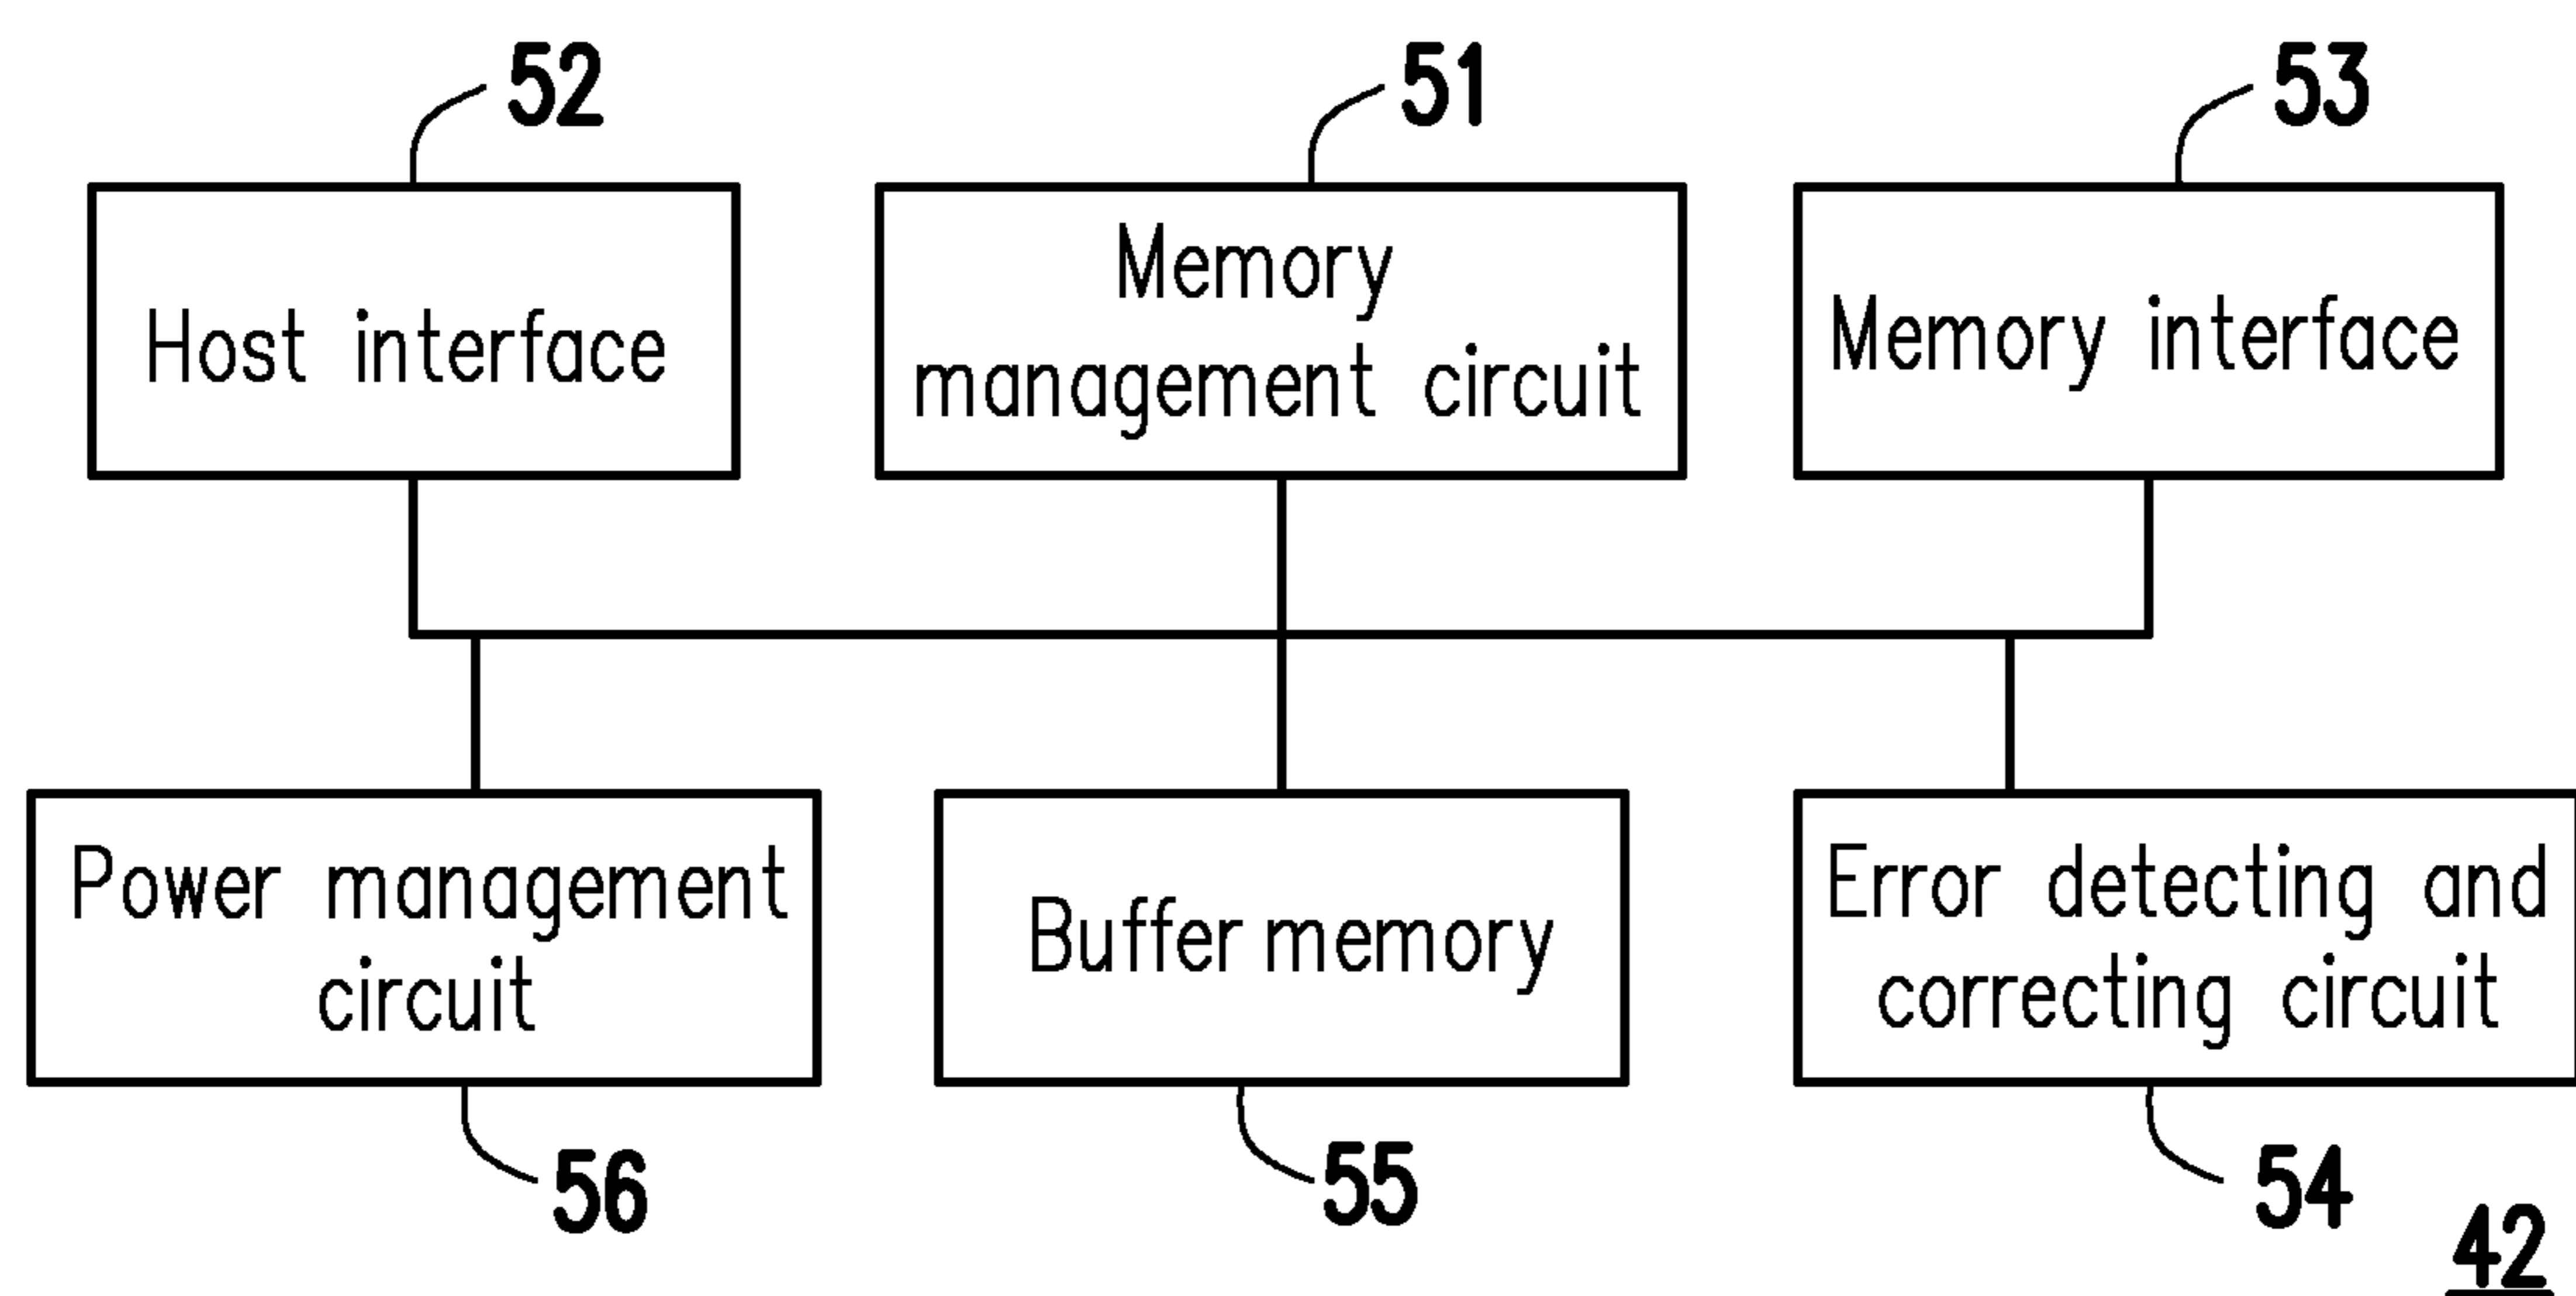 52
51
53
Host interface
Memory
management circuit
Memory interface
Power management
circuit
Buffer memory
Error detecting and
correcting circuit
56
55
54
42